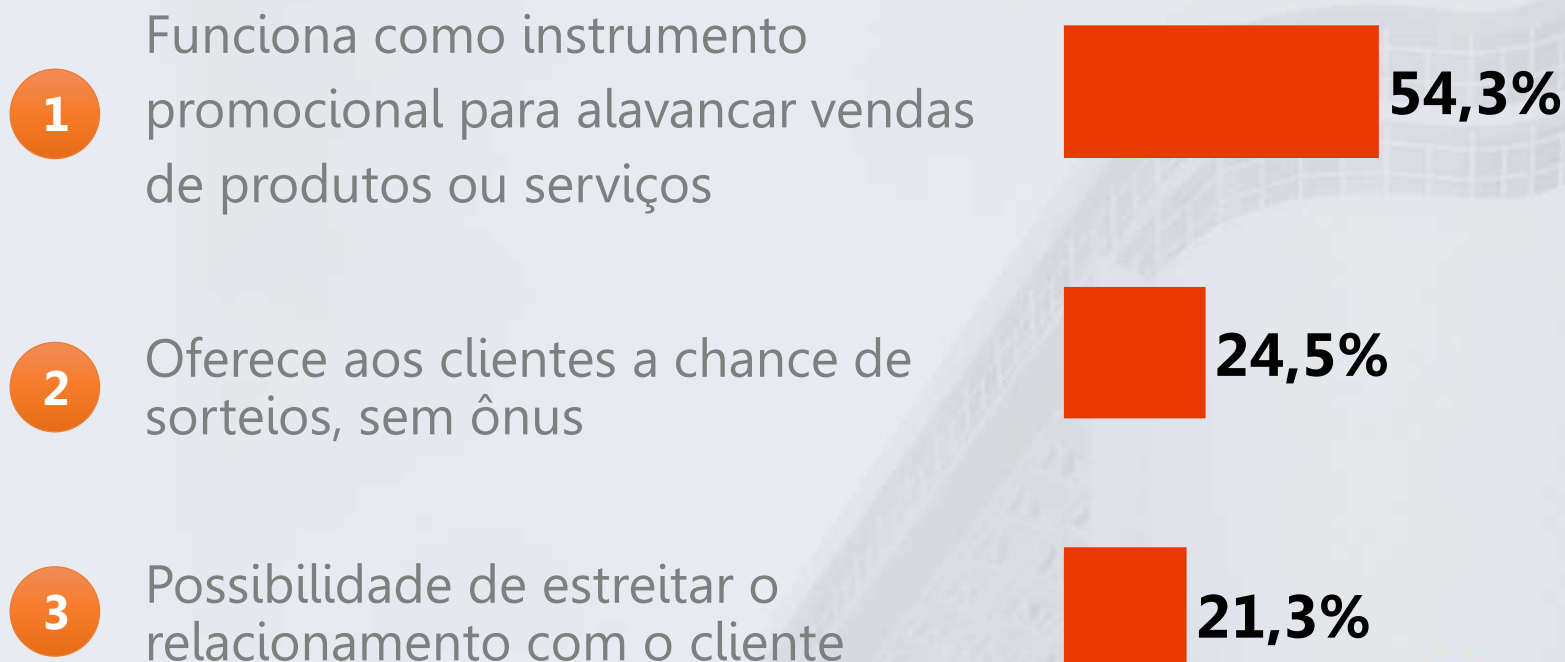 1
Funciona como instrumento
promocional para alavancar vendas
de produtos ou serviços
54,3%
2
Oferece aos clientes a chance de
sorteios, sem ônus
24,5%
3
Possibilidade de estreitar o
relacionamento com o cliente
21,3%